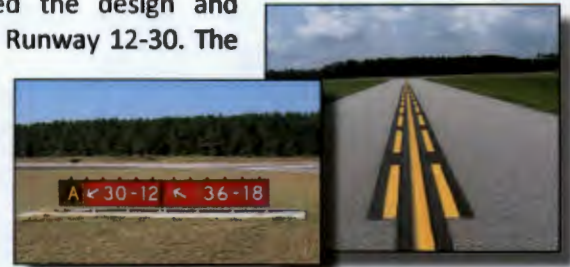 ed the design and
Runway 12-30. The
A ↙ 30-12 ↖ 36-18